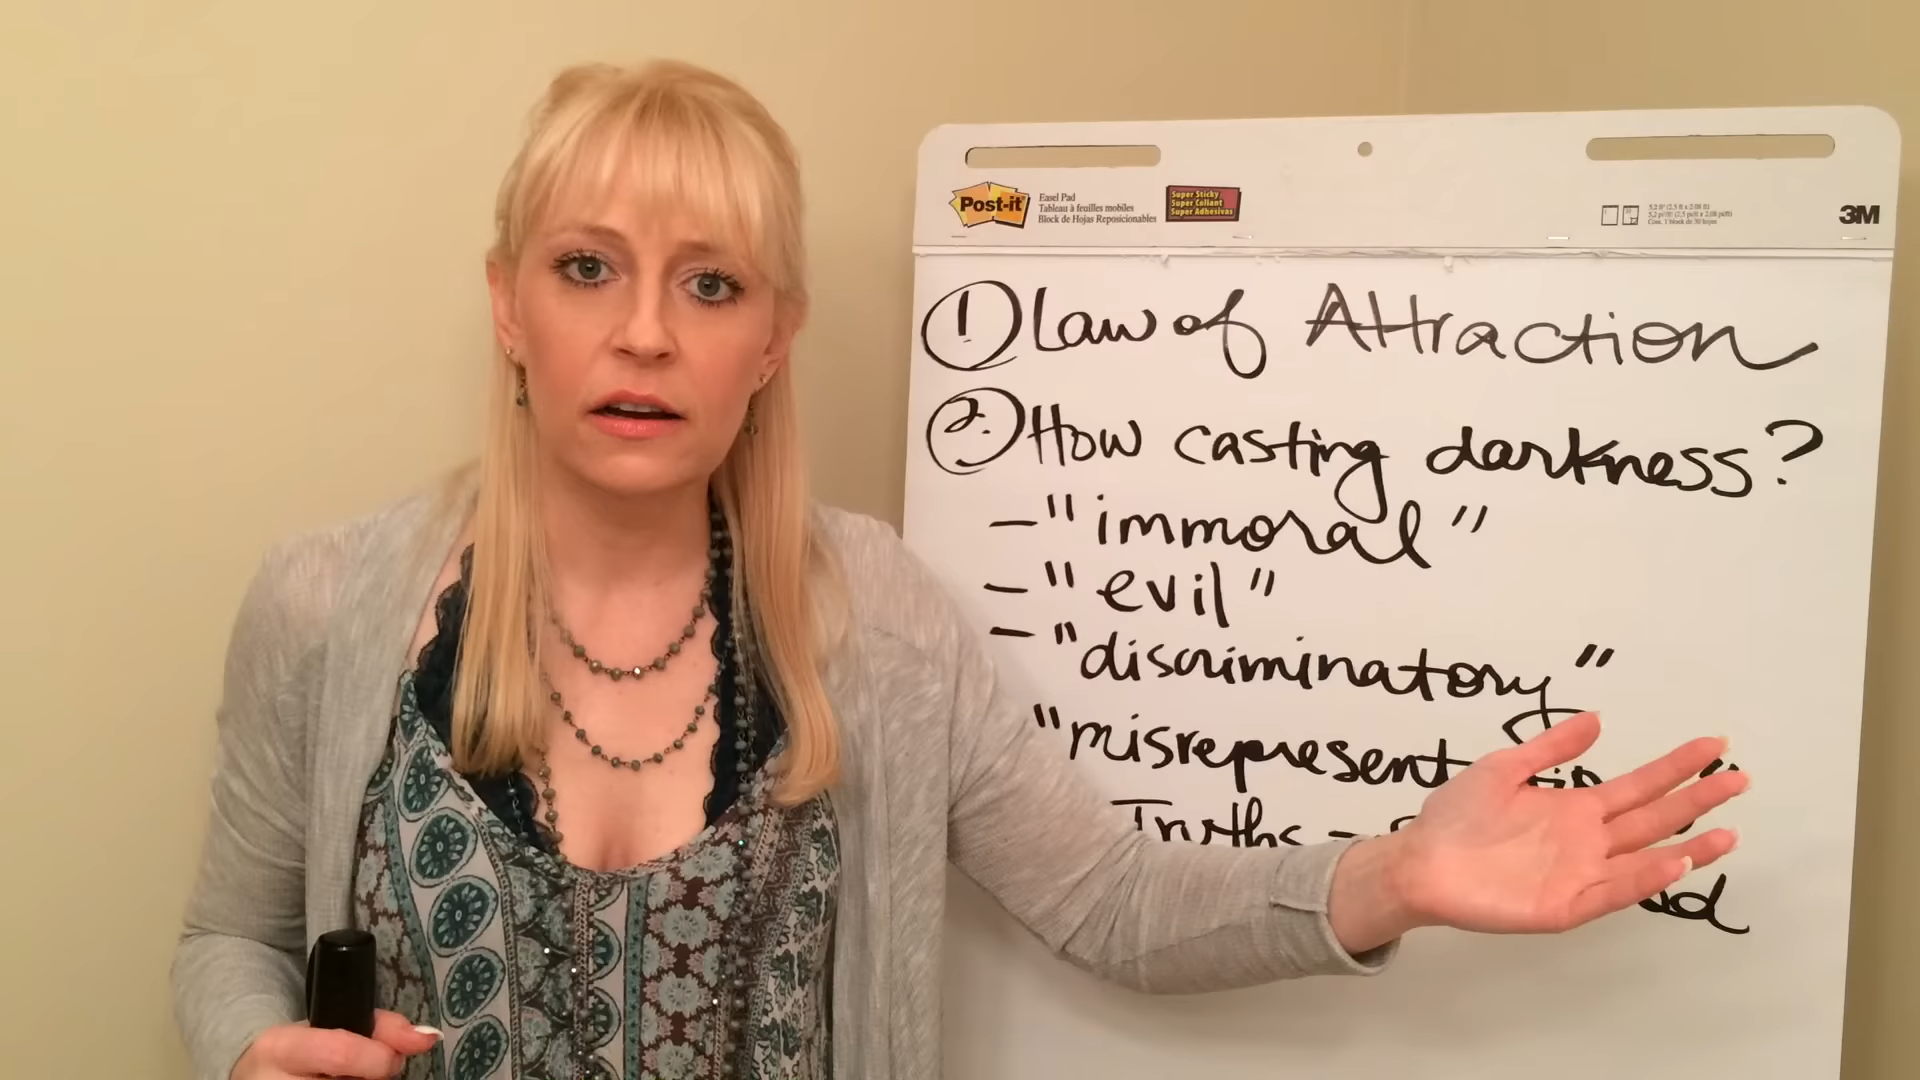 Post-it
Easel Pad
Tableau à feuilles mobiles
Block de Hojas Reposicionables
Super Sticky
Super Collant
Super Adhesivas
3M
① Law of Attraction
②. How casting darkness?
— "immoral"
— "evil"
— "discriminatory"
"misrepresent
Truths -